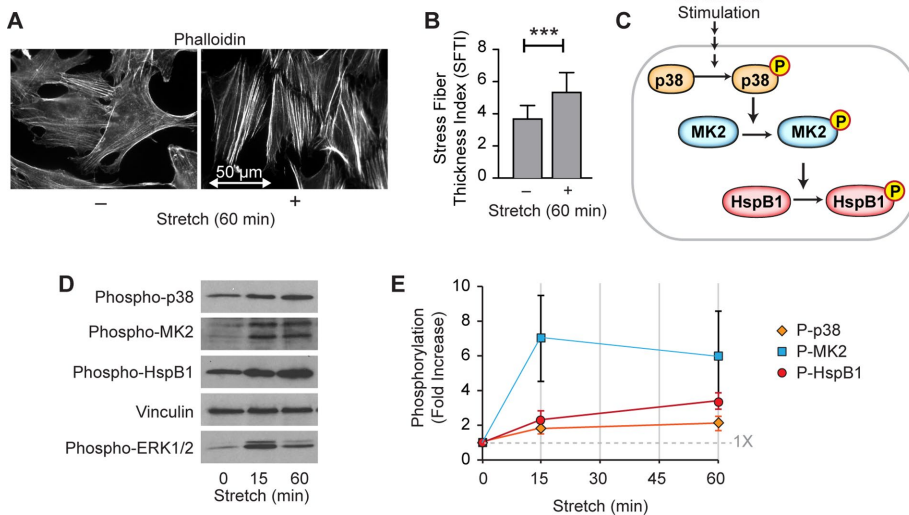 A
Phalloidin
50 µm
– +
Stretch (60 min)
B
***
Stress Fiber
Thickness Index (SFTI)
8
6
4
2
0
– +
Stretch (60 min)
C
Stimulation
p38 p38 P
MK2 MK2 P
HspB1 HspB1 P
D
Phospho-p38
Phospho-MK2
Phospho-HspB1
Vinculin
Phospho-ERK1/2
0 15 60
Stretch (min)
E
Phosphorylation
(Fold Increase)
10
8
6
4
2
0
1X
0 15 30 45 60
Stretch (min)
P-p38
P-MK2
P-HspB1